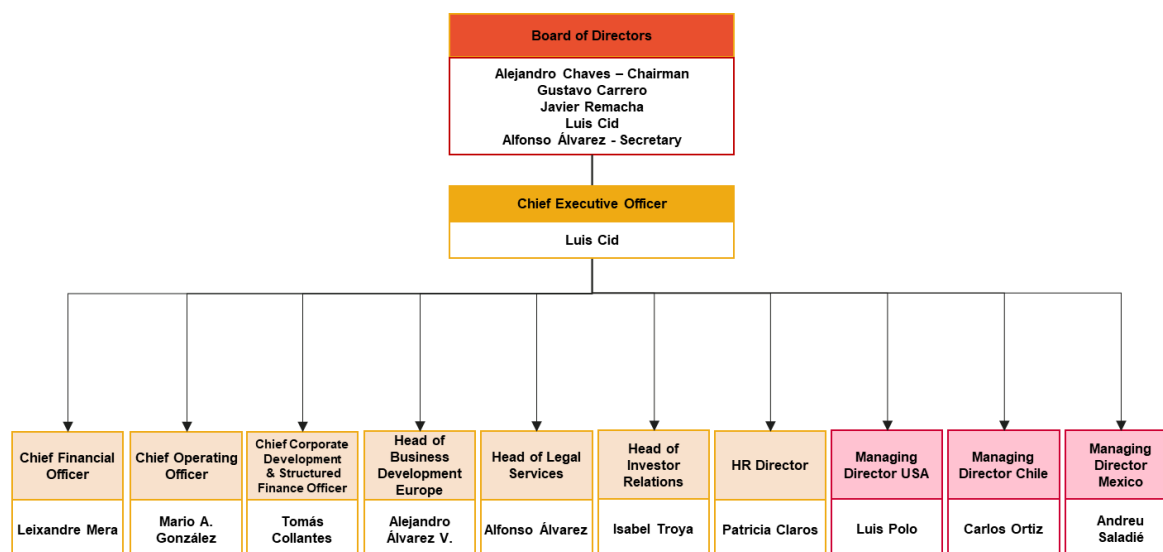 Board of Directors
Alejandro Chaves – Chairman
Gustavo Carrero
Javier Remacha
Luis Cid
Alfonso Álvarez - Secretary
Chief Executive Officer
Luis Cid
Chief Financial
Officer
Leixandre Mera
Chief Operating
Officer
Mario A.
González
Chief Corporate
Development
& Structured
Finance Officer
Tomás
Collantes
Head of
Business
Development
Europe
Alejandro
Álvarez V.
Head of Legal
Services
Alfonso Álvarez
Head of
Investor
Relations
Isabel Troya
HR Director
Patricia Claros
Managing
Director USA
Luis Polo
Managing
Director Chile
Carlos Ortiz
Managing
Director
Mexico
Andreu
Saladié